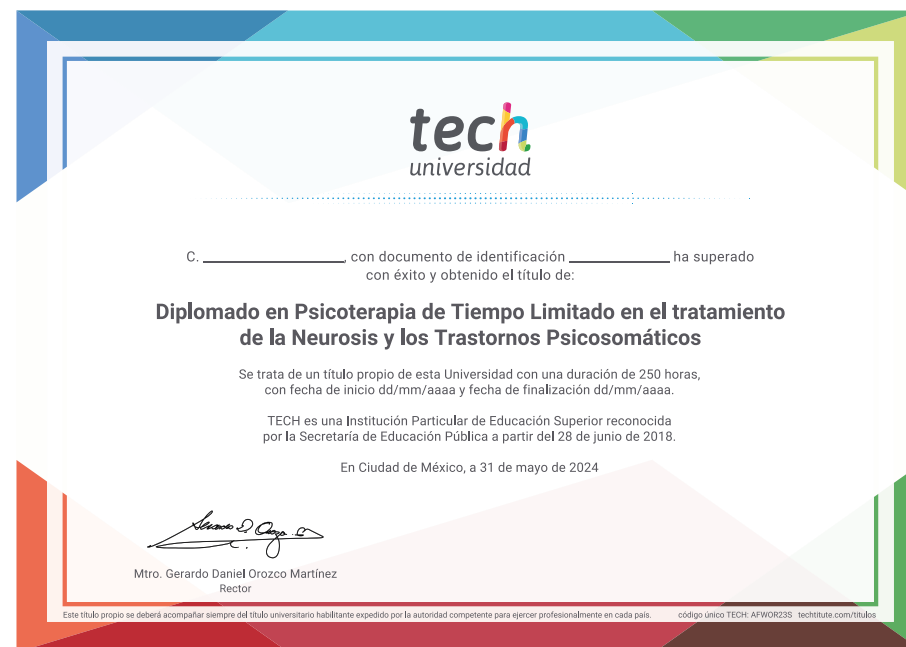 tech
universidad
C. ____________________, con documento de identificación ______________ ha superado
con éxito y obtenido el título de:
Diplomado en Psicoterapia de Tiempo Limitado en el tratamiento
de la Neurosis y los Trastornos Psicosomáticos
Se trata de un título propio de esta Universidad con una duración de 250 horas,
con fecha de inicio dd/mm/aaaa y fecha de finalización dd/mm/aaaa.
TECH es una Institución Particular de Educación Superior reconocida
por la Secretaría de Educación Pública a partir del 28 de junio de 2018.
En Ciudad de México, a 31 de mayo de 2024
Mtro. Gerardo Daniel Orozco Martínez
Rector
Este título propio se deberá acompañar siempre del título universitario habilitante expedido por la autoridad competente para ejercer profesionalmente en cada país. código único TECH: AFWOR23S techtitute.com/titulos